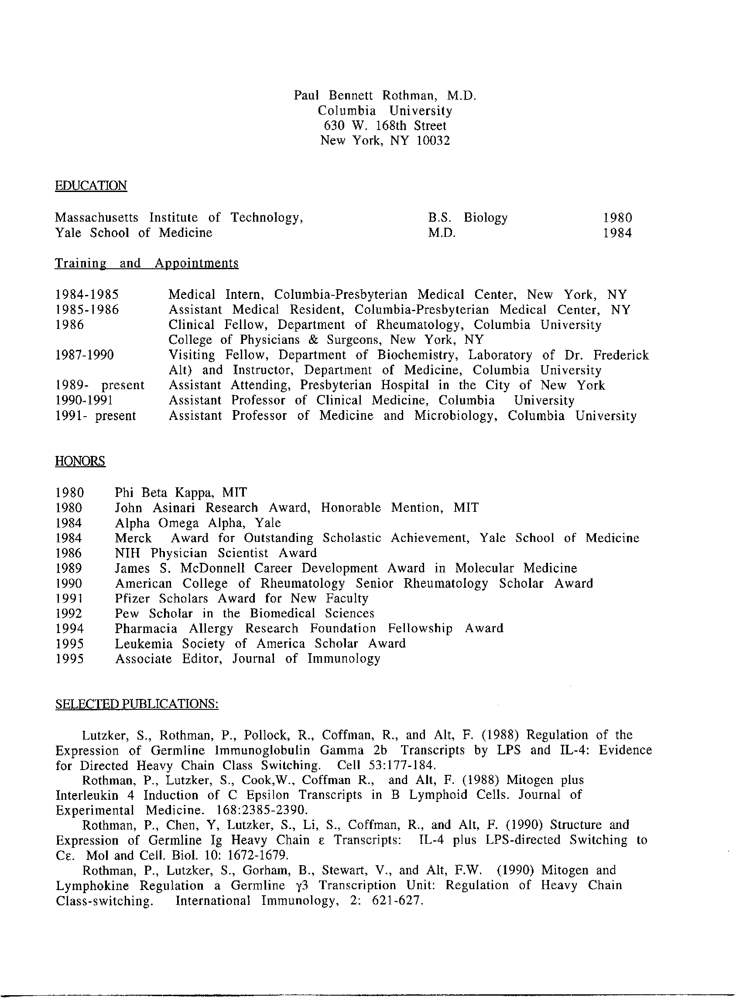 Paul Bennett Rothman, M.D.
Columbia University
630 W. 168th Street
New York, NY 10032
EDUCATION
Massachusetts Institute of Technology, B.S. Biology 1980
Yale School of Medicine M.D. 1984
Training and Appointments
1984-1985 Medical Intern, Columbia-Presbyterian Medical Center, New York, NY
1985-1986 Assistant Medical Resident, Columbia-Presbyterian Medical Center, NY
1986 Clinical Fellow, Department of Rheumatology, Columbia University
College of Physicians & Surgeons, New York, NY
1987-1990 Visiting Fellow, Department of Biochemistry, Laboratory of Dr. Frederick
Alt) and Instructor, Department of Medicine, Columbia University
1989- present Assistant Attending, Presbyterian Hospital in the City of New York
1990-1991 Assistant Professor of Clinical Medicine, Columbia University
1991- present Assistant Professor of Medicine and Microbiology, Columbia University
HONORS
1980 Phi Beta Kappa, MIT
1980 John Asinari Research Award, Honorable Mention, MIT
1984 Alpha Omega Alpha, Yale
1984 Merck Award for Outstanding Scholastic Achievement, Yale School of Medicine
1986 NIH Physician Scientist Award
1989 James S. McDonnell Career Development Award in Molecular Medicine
1990 American College of Rheumatology Senior Rheumatology Scholar Award
1991 Pfizer Scholars Award for New Faculty
1992 Pew Scholar in the Biomedical Sciences
1994 Pharmacia Allergy Research Foundation Fellowship Award
1995 Leukemia Society of America Scholar Award
1995 Associate Editor, Journal of Immunology
SELECTED PUBLICATIONS:
Lutzker, S., Rothman, P., Pollock, R., Coffman, R., and Alt, F. (1988) Regulation of the
Expression of Germline Immunoglobulin Gamma 2b Transcripts by LPS and IL-4: Evidence
for Directed Heavy Chain Class Switching. Cell 53:177-184.
Rothman, P., Lutzker, S., Cook,W., Coffman R., and Alt, F. (1988) Mitogen plus
Interleukin 4 Induction of C Epsilon Transcripts in B Lymphoid Cells. Journal of
Experimental Medicine. 168:2385-2390.
Rothman, P., Chen, Y, Lutzker, S., Li, S., Coffman, R., and Alt, F. (1990) Structure and
Expression of Germline Ig Heavy Chain ε Transcripts: IL-4 plus LPS-directed Switching to
Cε. Mol and Cell. Biol. 10: 1672-1679.
Rothman, P., Lutzker, S., Gorham, B., Stewart, V., and Alt, F.W. (1990) Mitogen and
Lymphokine Regulation a Germline γ3 Transcription Unit: Regulation of Heavy Chain
Class-switching. International Immunology, 2: 621-627.